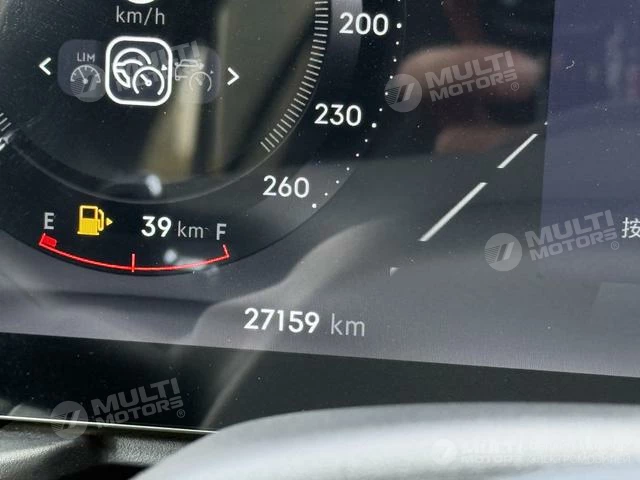 km/h
200
LIM
MULTI
MOTORS®
230
260
E
39 km
F
MULTI
MOTORS®
按
27159 km
MULTI
MOTORS®